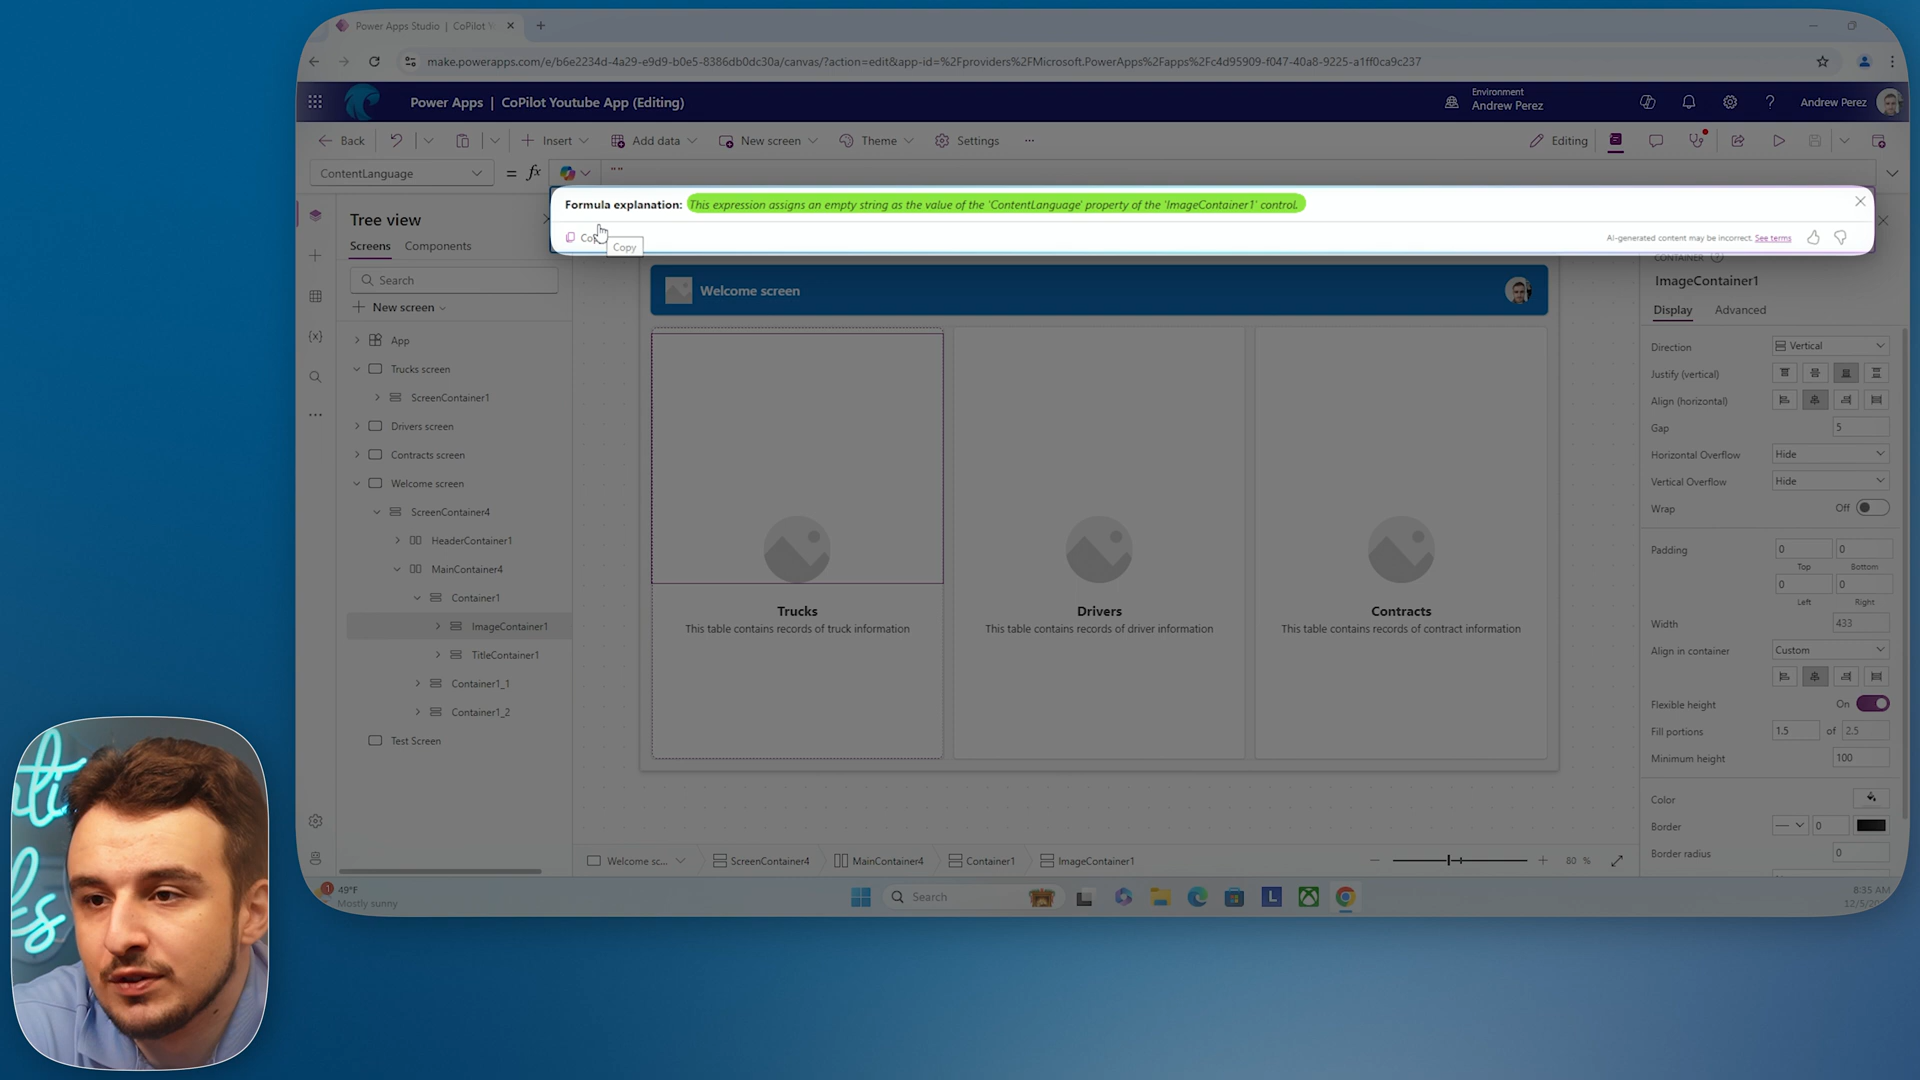 Power Apps Studio | CoPilot Y
make.powerapps.com/e/b6e2234d-4a29-e9d9-b0e5-8386db0dc30a/canvas/?action=edit&app-id=%2Fproviders%2FMicrosoft.PowerApps%2Fapps%2Fc4d95909-f047-40a8-9225-a1ff0ca9c237
Power Apps | CoPilot Youtube App (Editing)
Environment
Andrew Perez
Andrew Perez
Back
Insert
Add data
New screen
Theme
Settings
Editing
ContentLanguage
= fx
""
Formula explanation: This expression assigns an empty string as the value of the 'ContentLanguage' property of the 'ImageContainer1' control.
Copy
AI-generated content may be incorrect. See terms
Tree view
Screens Components
Search
New screen
App
Trucks screen
ScreenContainer1
Drivers screen
Contracts screen
Welcome screen
ScreenContainer4
HeaderContainer1
MainContainer4
Container1
ImageContainer1
TitleContainer1
Container1_1
Container1_2
Test Screen
Welcome screen
Trucks
This table contains records of truck information
Drivers
This table contains records of driver information
Contracts
This table contains records of contract information
CONTAINER
ImageContainer1
Display Advanced
Direction Vertical
Justify (vertical)
Align (horizontal)
Gap 5
Horizontal Overflow Hide
Vertical Overflow Hide
Wrap Off
Padding 0 0
Top Bottom
0 0
Left Right
Width 433
Align in container Custom
Flexible height On
Fill portions 1.5 of 2.5
Minimum height 100
Color
Border 0
Border radius 0
Welcome sc... ScreenContainer4 MainContainer4 Container1 ImageContainer1
80 %
1
49°F
Mostly sunny
Search
8:35 AM